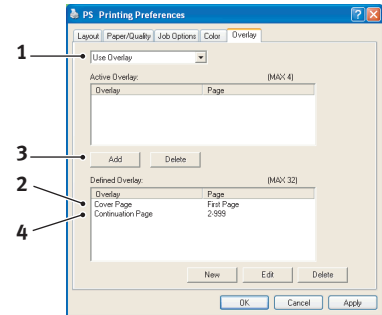 PS Printing Preferences
Layout Paper/Quality Job Options Color Overlay
1
Use Overlay
Active Overlay: (MAX 4)
Overlay Page
3
Add Delete
Defined Overlay: (MAX 32)
2
Overlay Page
Cover Page First Page
Continuation Page 2-999
4
New Edit Delete
OK Cancel Apply